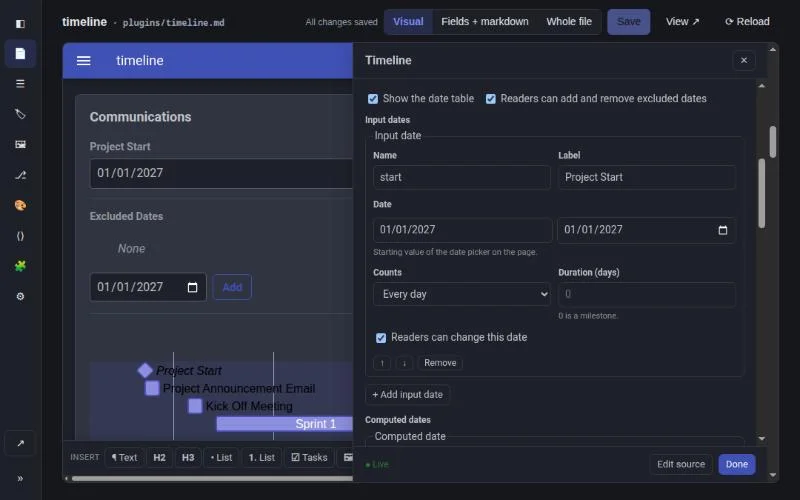 timeline · plugins/timeline.md
All changes saved
Visual
Fields + markdown
Whole file
Save
View ↗
⟳ Reload
timeline
Communications
Project Start
01/01/2027
Excluded Dates
None
01/01/2027
Add
Project Start
Project Announcement Email
Kick Off Meeting
Sprint 1
INSERT
¶ Text
H2
H3
• List
1. List
☑ Tasks
Timeline
×
Show the date table
Readers can add and remove excluded dates
Input dates
Input date
Name
Label
start
Project Start
Date
01/01/2027
01/01/2027
Starting value of the date picker on the page.
Counts
Duration (days)
Every day
0
0 is a milestone.
Readers can change this date
↑
↓
Remove
+ Add input date
Computed dates
Computed date
● Live
Edit source
Done